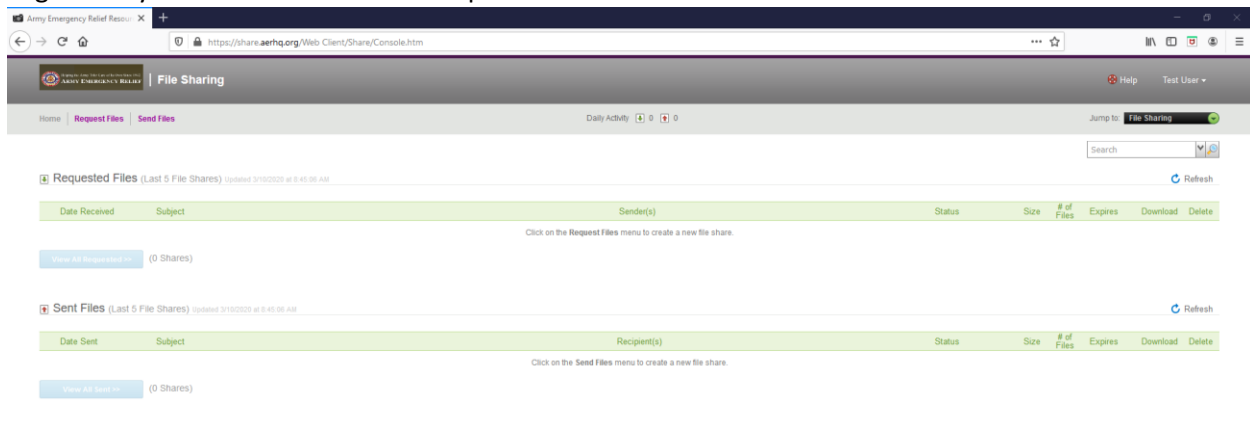 Army Emergency Relief Resour
https://share.aerhq.org/Web Client/Share/Console.htm
ARMY EMERGENCY RELIEF | File Sharing Help Test User
Home Request Files Send Files Daily Activity 0 0 Jump to: File Sharing
Search
Requested Files (Last 5 File Shares) Updated 3/10/2020 at 8:45:06 AM Refresh
Date Received Subject Sender(s) Status Size # of Files Expires Download Delete
Click on the Request Files menu to create a new file share.
View All Requested >> (0 Shares)
Sent Files (Last 5 File Shares) Updated 3/10/2020 at 8:45:06 AM Refresh
Date Sent Subject Recipient(s) Status Size # of Files Expires Download Delete
Click on the Send Files menu to create a new file share.
View All Sent >> (0 Shares)